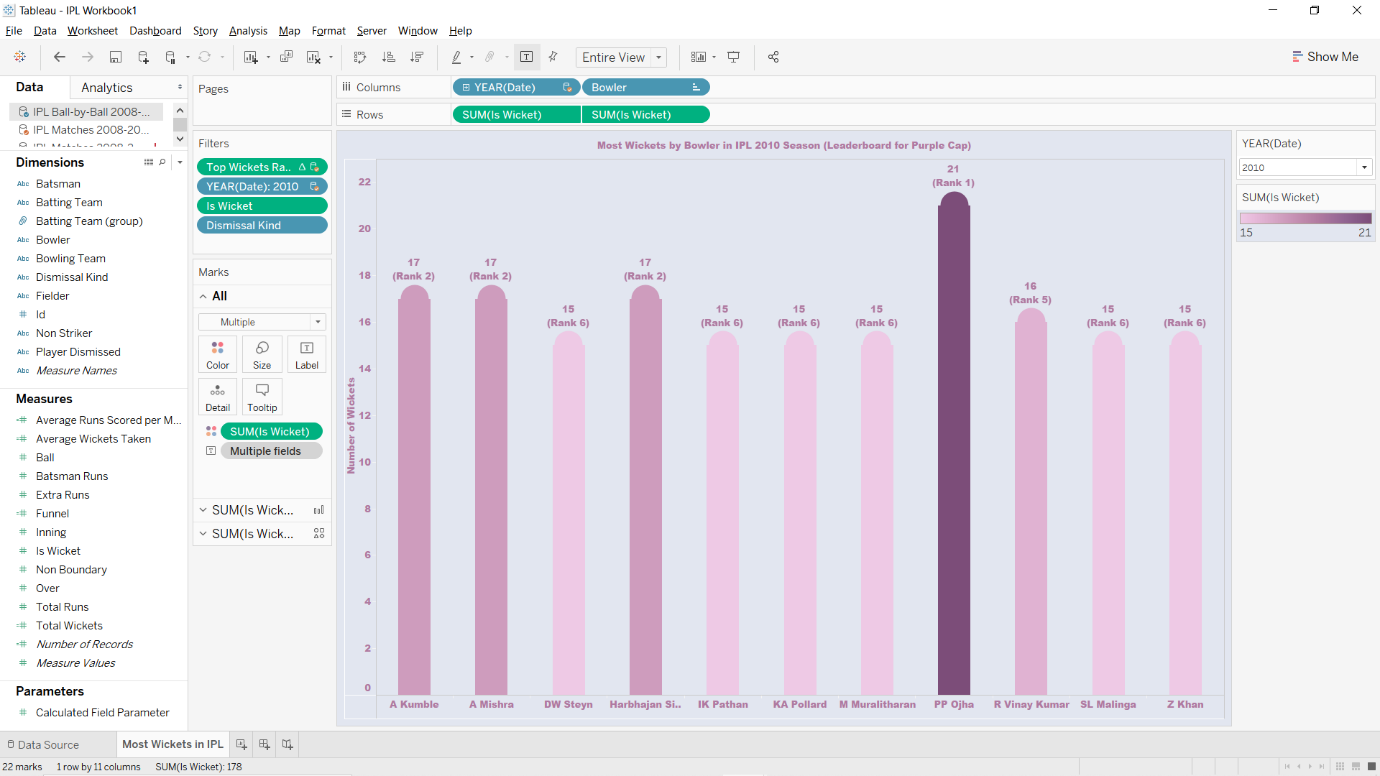 Tableau - IPL Workbook1
File Data Worksheet Dashboard Story Analysis Map Format Server Window Help
Entire View
Show Me
Data Analytics
IPL Ball-by-Ball 2008-...
IPL Matches 2008-20...
Dimensions
Abc Batsman
Abc Batting Team
Batting Team (group)
Abc Bowler
Abc Bowling Team
Abc Dismissal Kind
Abc Fielder
# Id
Abc Non Striker
Abc Player Dismissed
Abc Measure Names
Measures
=# Average Runs Scored per M...
=# Average Wickets Taken
# Ball
# Batsman Runs
# Extra Runs
=# Funnel
# Inning
# Is Wicket
# Non Boundary
# Over
# Total Runs
=# Total Wickets
=# Number of Records
# Measure Values
Parameters
# Calculated Field Parameter
Pages
Filters
Top Wickets Ra.. Δ
YEAR(Date): 2010
Is Wicket
Dismissal Kind
Marks
All
Multiple
Color Size Label
Detail Tooltip
SUM(Is Wicket)
Multiple fields
SUM(Is Wick...
SUM(Is Wick...
Columns YEAR(Date) Bowler
Rows SUM(Is Wicket) SUM(Is Wicket)
Most Wickets by Bowler in IPL 2010 Season (Leaderboard for Purple Cap)
Number of Wickets
22
20
18
16
14
12
10
8
6
4
2
0
17
(Rank 2)
17
(Rank 2)
15
(Rank 6)
17
(Rank 2)
15
(Rank 6)
15
(Rank 6)
15
(Rank 6)
21
(Rank 1)
16
(Rank 5)
15
(Rank 6)
15
(Rank 6)
A Kumble A Mishra DW Steyn Harbhajan Si.. IK Pathan KA Pollard M Muralitharan PP Ojha R Vinay Kumar SL Malinga Z Khan
YEAR(Date)
2010
SUM(Is Wicket)
15 21
Data Source Most Wickets in IPL
22 marks 1 row by 11 columns SUM(Is Wicket): 178